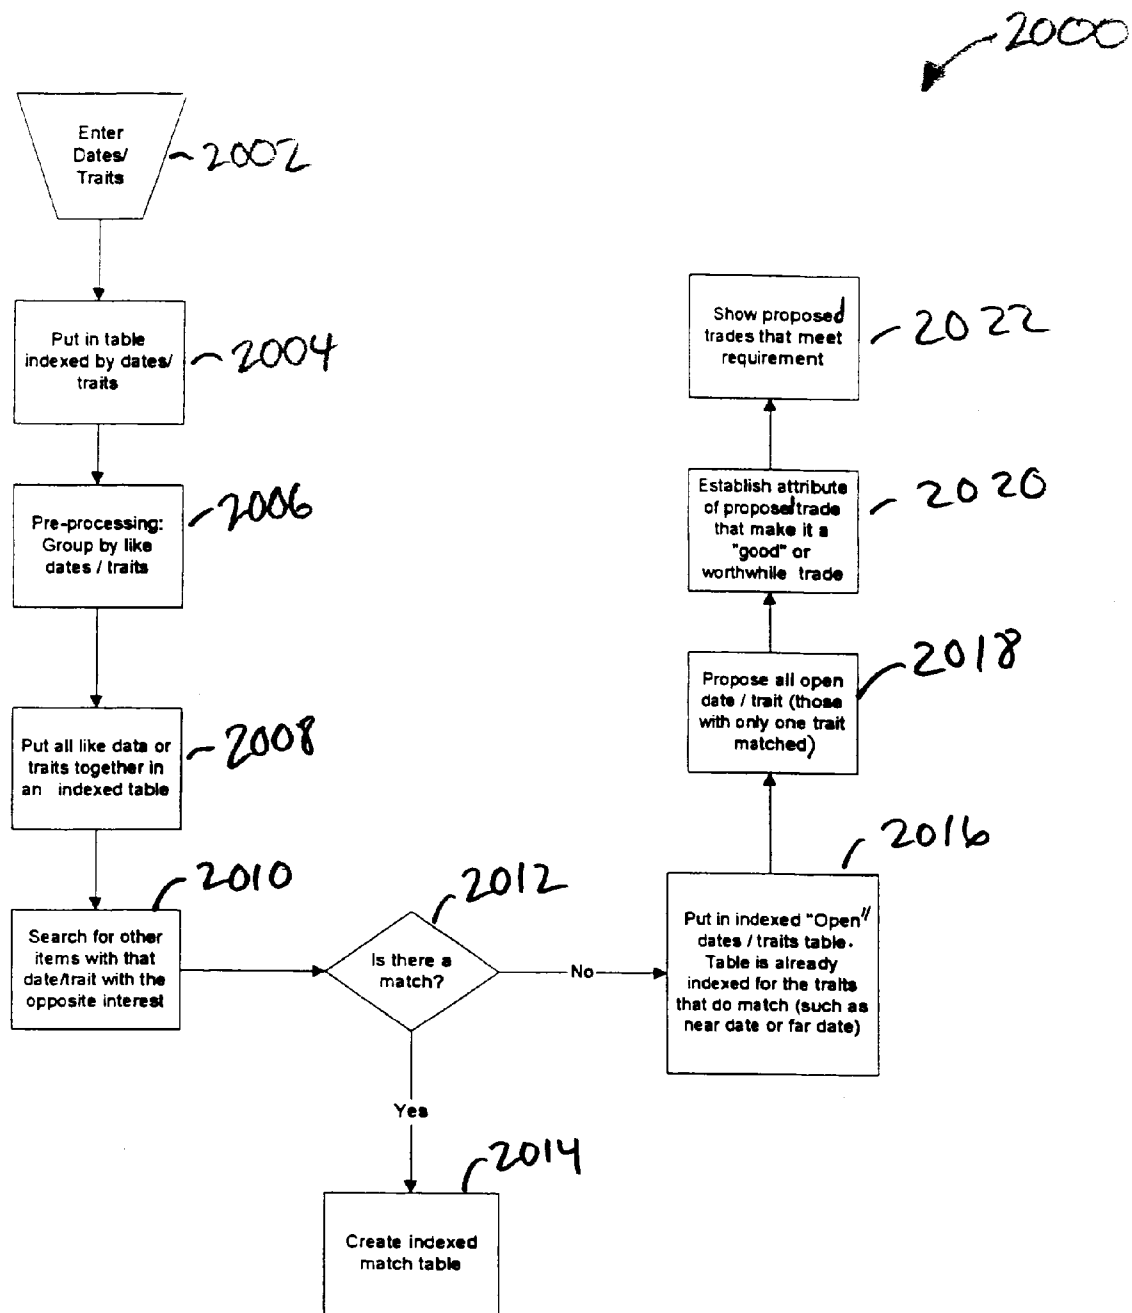 2000
Enter
Dates/
Traits
2002
Put in table
indexed by dates/
traits
2004
Pre-processing:
Group by like
dates / traits
2006
Put all like data or
traits together in
an indexed table
2008
Search for other
items with that
date/trait with the
opposite interest
2010
Is there a
match?
2012
Yes
Create indexed
match table
2014
No
Put in indexed "Open"
dates / traits table.
Table is already
indexed for the traits
that do match (such as
near date or far date)
2016
Propose all open
date / trait (those
with only one trait
matched)
2018
Establish attribute
of proposed trade
that make it a
"good" or
worthwhile trade
2020
Show proposed
trades that meet
requirement
2022